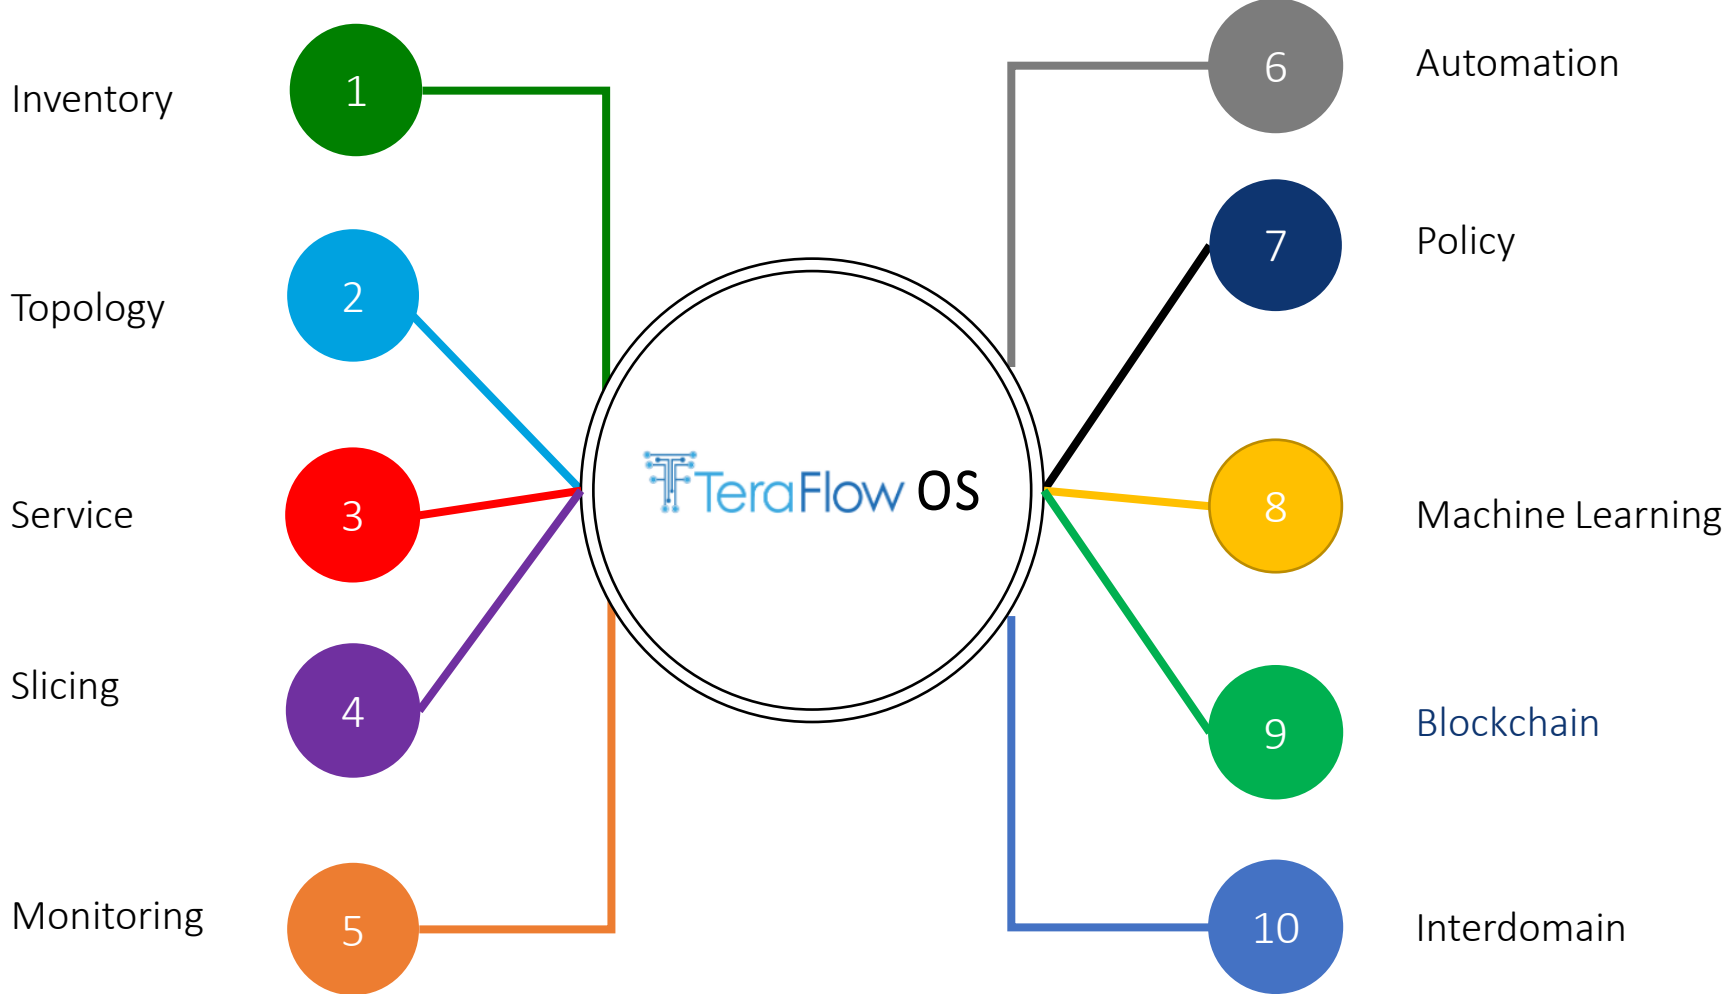 Inventory
1
Topology
2
Service
3
Slicing
4
Monitoring
5
TeraFlow OS
6
Automation
7
Policy
8
Machine Learning
9
Blockchain
10
Interdomain